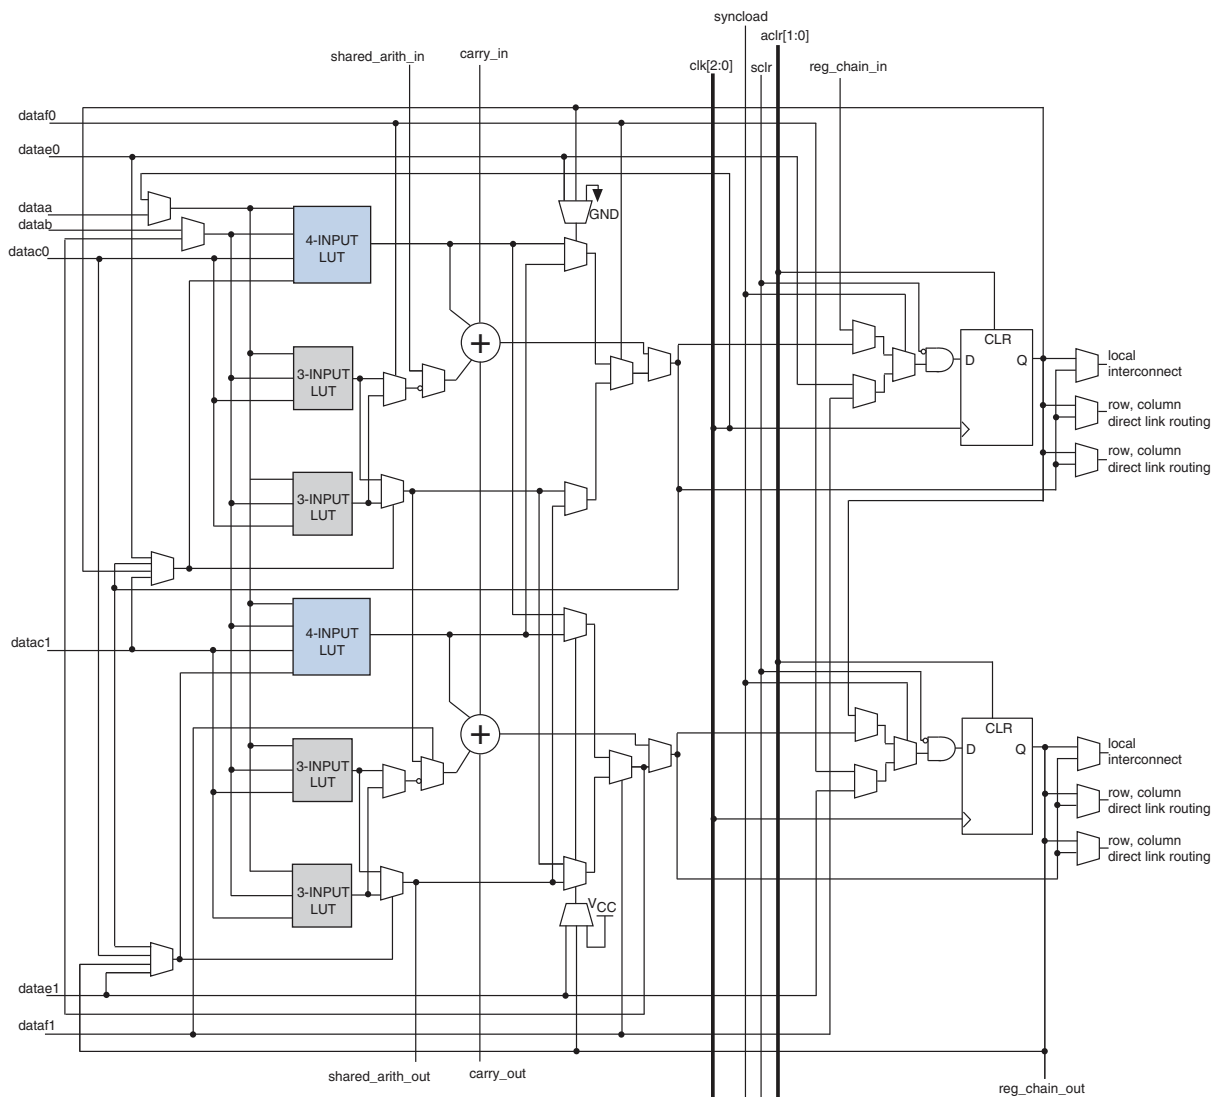 syncload
aclr[1:0]
shared_arith_in
carry_in
clk[2:0]
sclr
reg_chain_in
dataf0
datae0
dataa
GND
datab
4-INPUT
LUT
datac0
CLR
+
D
Q
local
interconnect
3-INPUT
LUT
row, column
direct link routing
row, column
direct link routing
3-INPUT
LUT
4-INPUT
LUT
datac1
CLR
+
D
Q
local
interconnect
3-INPUT
LUT
row, column
direct link routing
row, column
direct link routing
3-INPUT
LUT
VCC
datae1
dataf1
shared_arith_out
carry_out
reg_chain_out